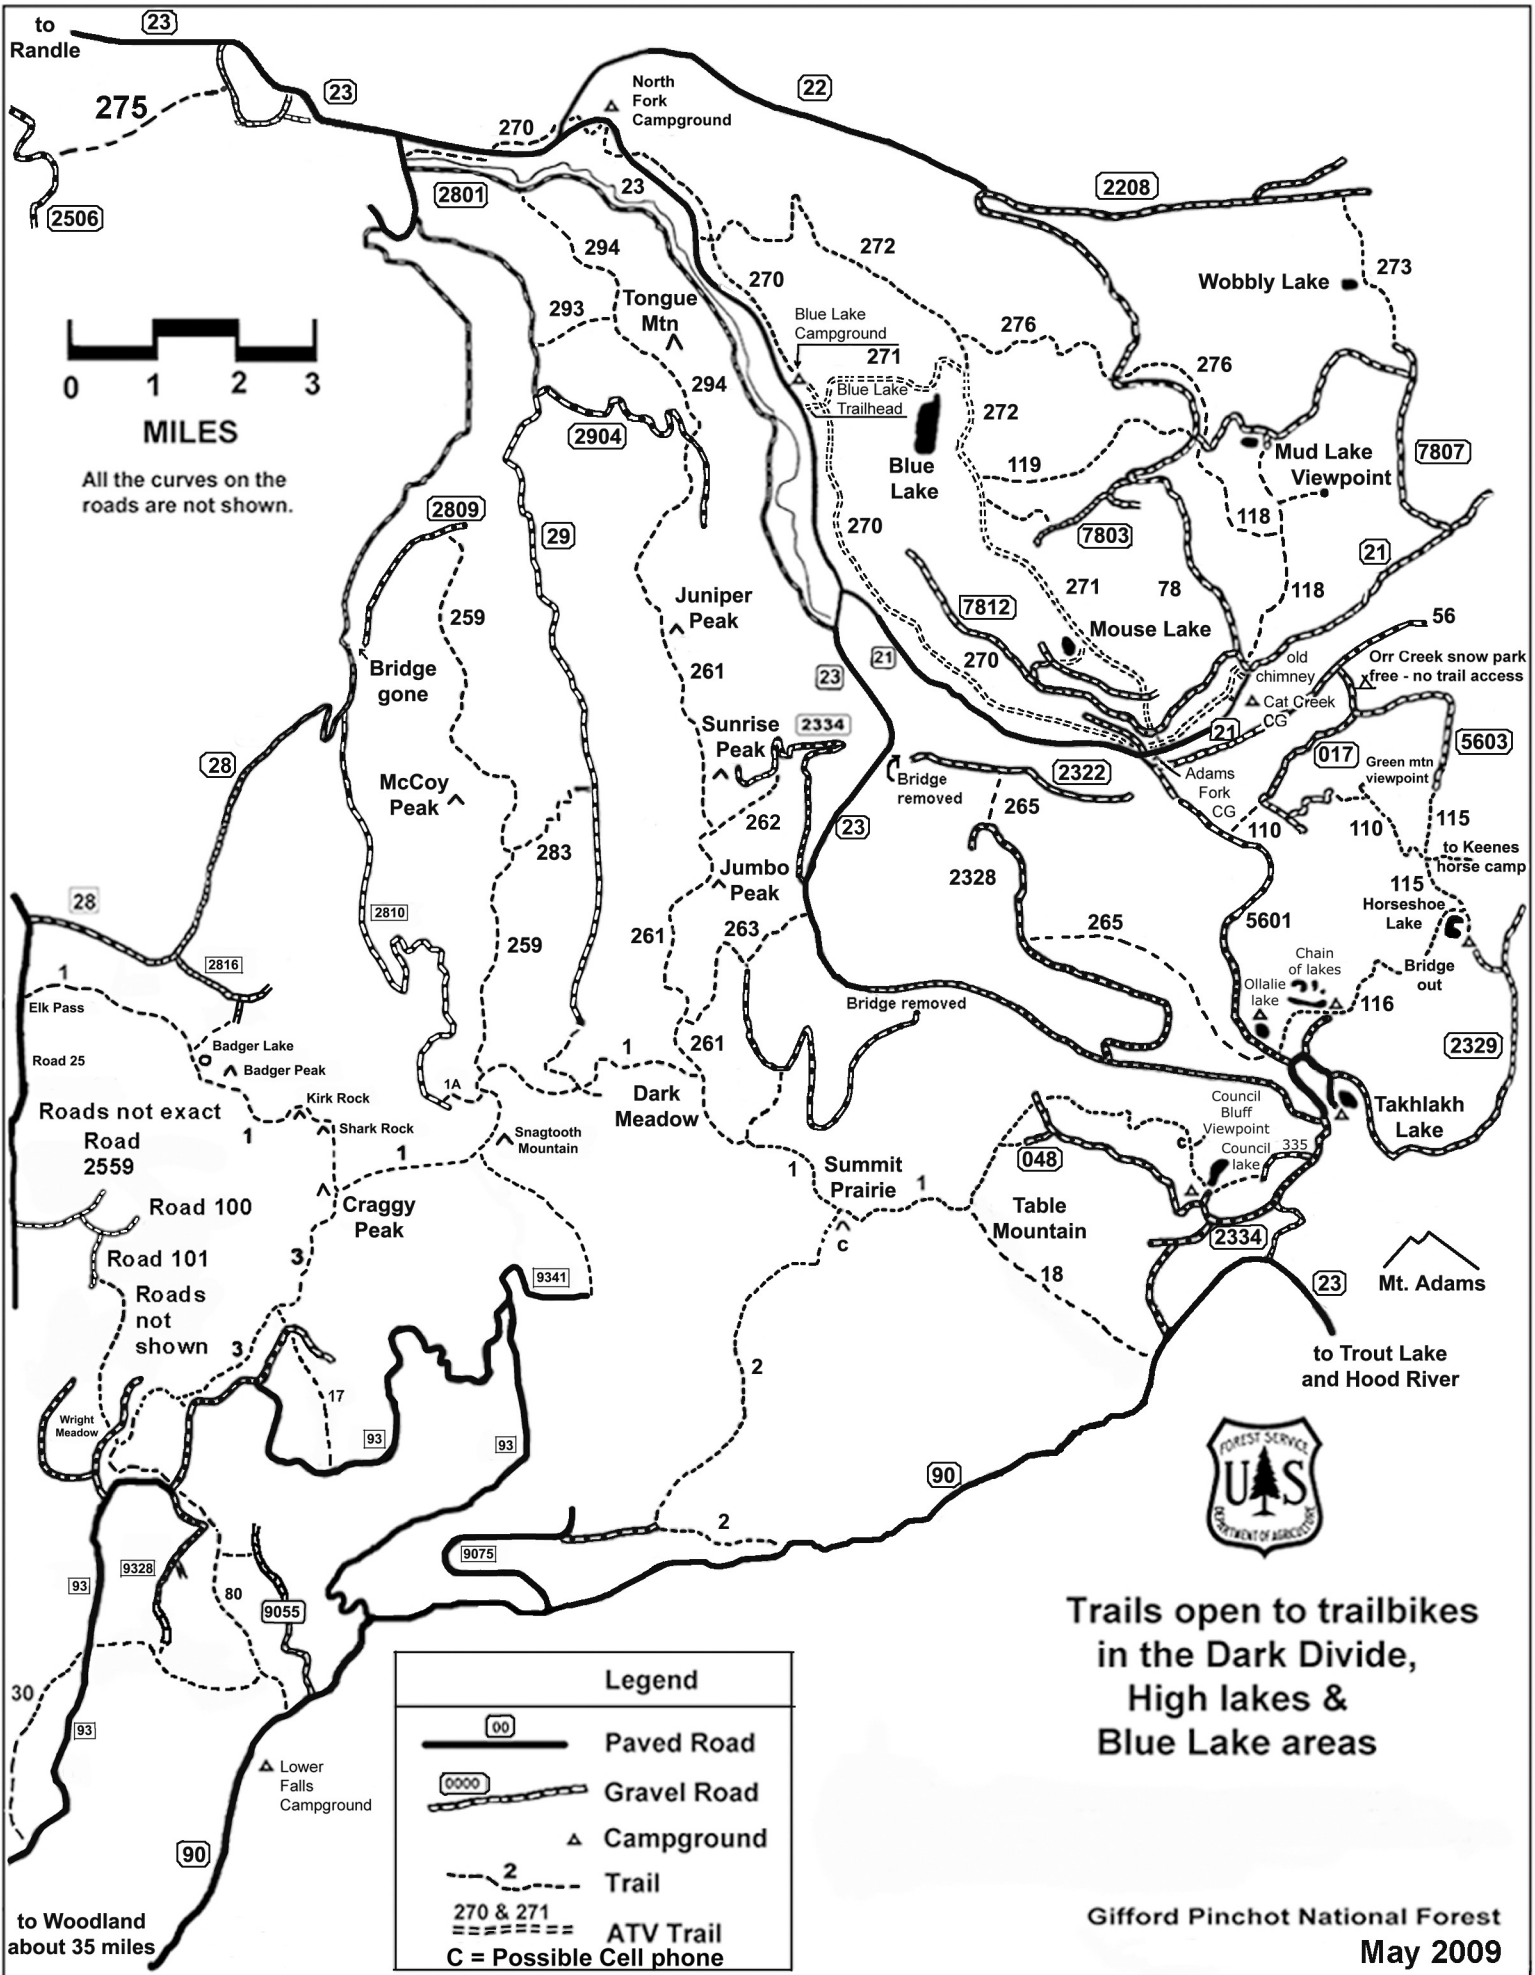 to
Randle
23
23
275
2506
270
North
Fork
Campground
22
2801
23
2208
294
272
270
273
Wobbly Lake
293
Tongue
Mtn
Blue Lake
Campground
271
276
276
0 1 2 3
MILES
All the curves on the
roads are not shown.
294
Blue Lake
Trailhead
272
2904
119
Blue
Lake
Mud Lake
Viewpoint
7807
2809
29
270
7803
118
21
259
Juniper
Peak
271
78
118
7812
Mouse Lake
56
Bridge
gone
261
23
21
270
old
chimney
Orr Creek snow park
free - no trail access
Cat Creek
CG
28
Sunrise
Peak
2334
21
017
5603
McCoy
Peak
Bridge
removed
2322
Adams
Fork
CG
Green mtn
viewpoint
265
262
23
283
110
110
115
to Keenes
horse camp
Jumbo
Peak
2328
115
Horseshoe
Lake
28
2810
259
261
263
265
5601
2816
1
Elk Pass
Chain
of lakes
Ollalie
lake
Bridge
out
116
Bridge removed
Road 25
Badger Lake
Badger Peak
261
1
2329
1A
Dark
Meadow
Kirk Rock
Roads not exact
Road
2559
1
Shark Rock
Snagtooth
Mountain
Council
Bluff
Viewpoint
Takhlakh
Lake
c
Council
lake
335
1
048
1
Summit
Prairie
1
Road 100
Craggy
Peak
Table
Mountain
c
2334
Road 101
3
9341
18
Mt. Adams
23
Roads
not
shown
3
to Trout Lake
and Hood River
2
17
Wright
Meadow
93
93
90
FOREST SERVICE
U S
DEPARTMENT OF AGRICULTURE
2
9075
9328
93
80
9055
Trails open to trailbikes
in the Dark Divide,
High lakes &
Blue Lake areas
30
93
Lower
Falls
Campground
90
Legend
00
Paved Road
0000
Gravel Road
Campground
2
Trail
270 & 271
ATV Trail
C = Possible Cell phone
to Woodland
about 35 miles
Gifford Pinchot National Forest
May 2009